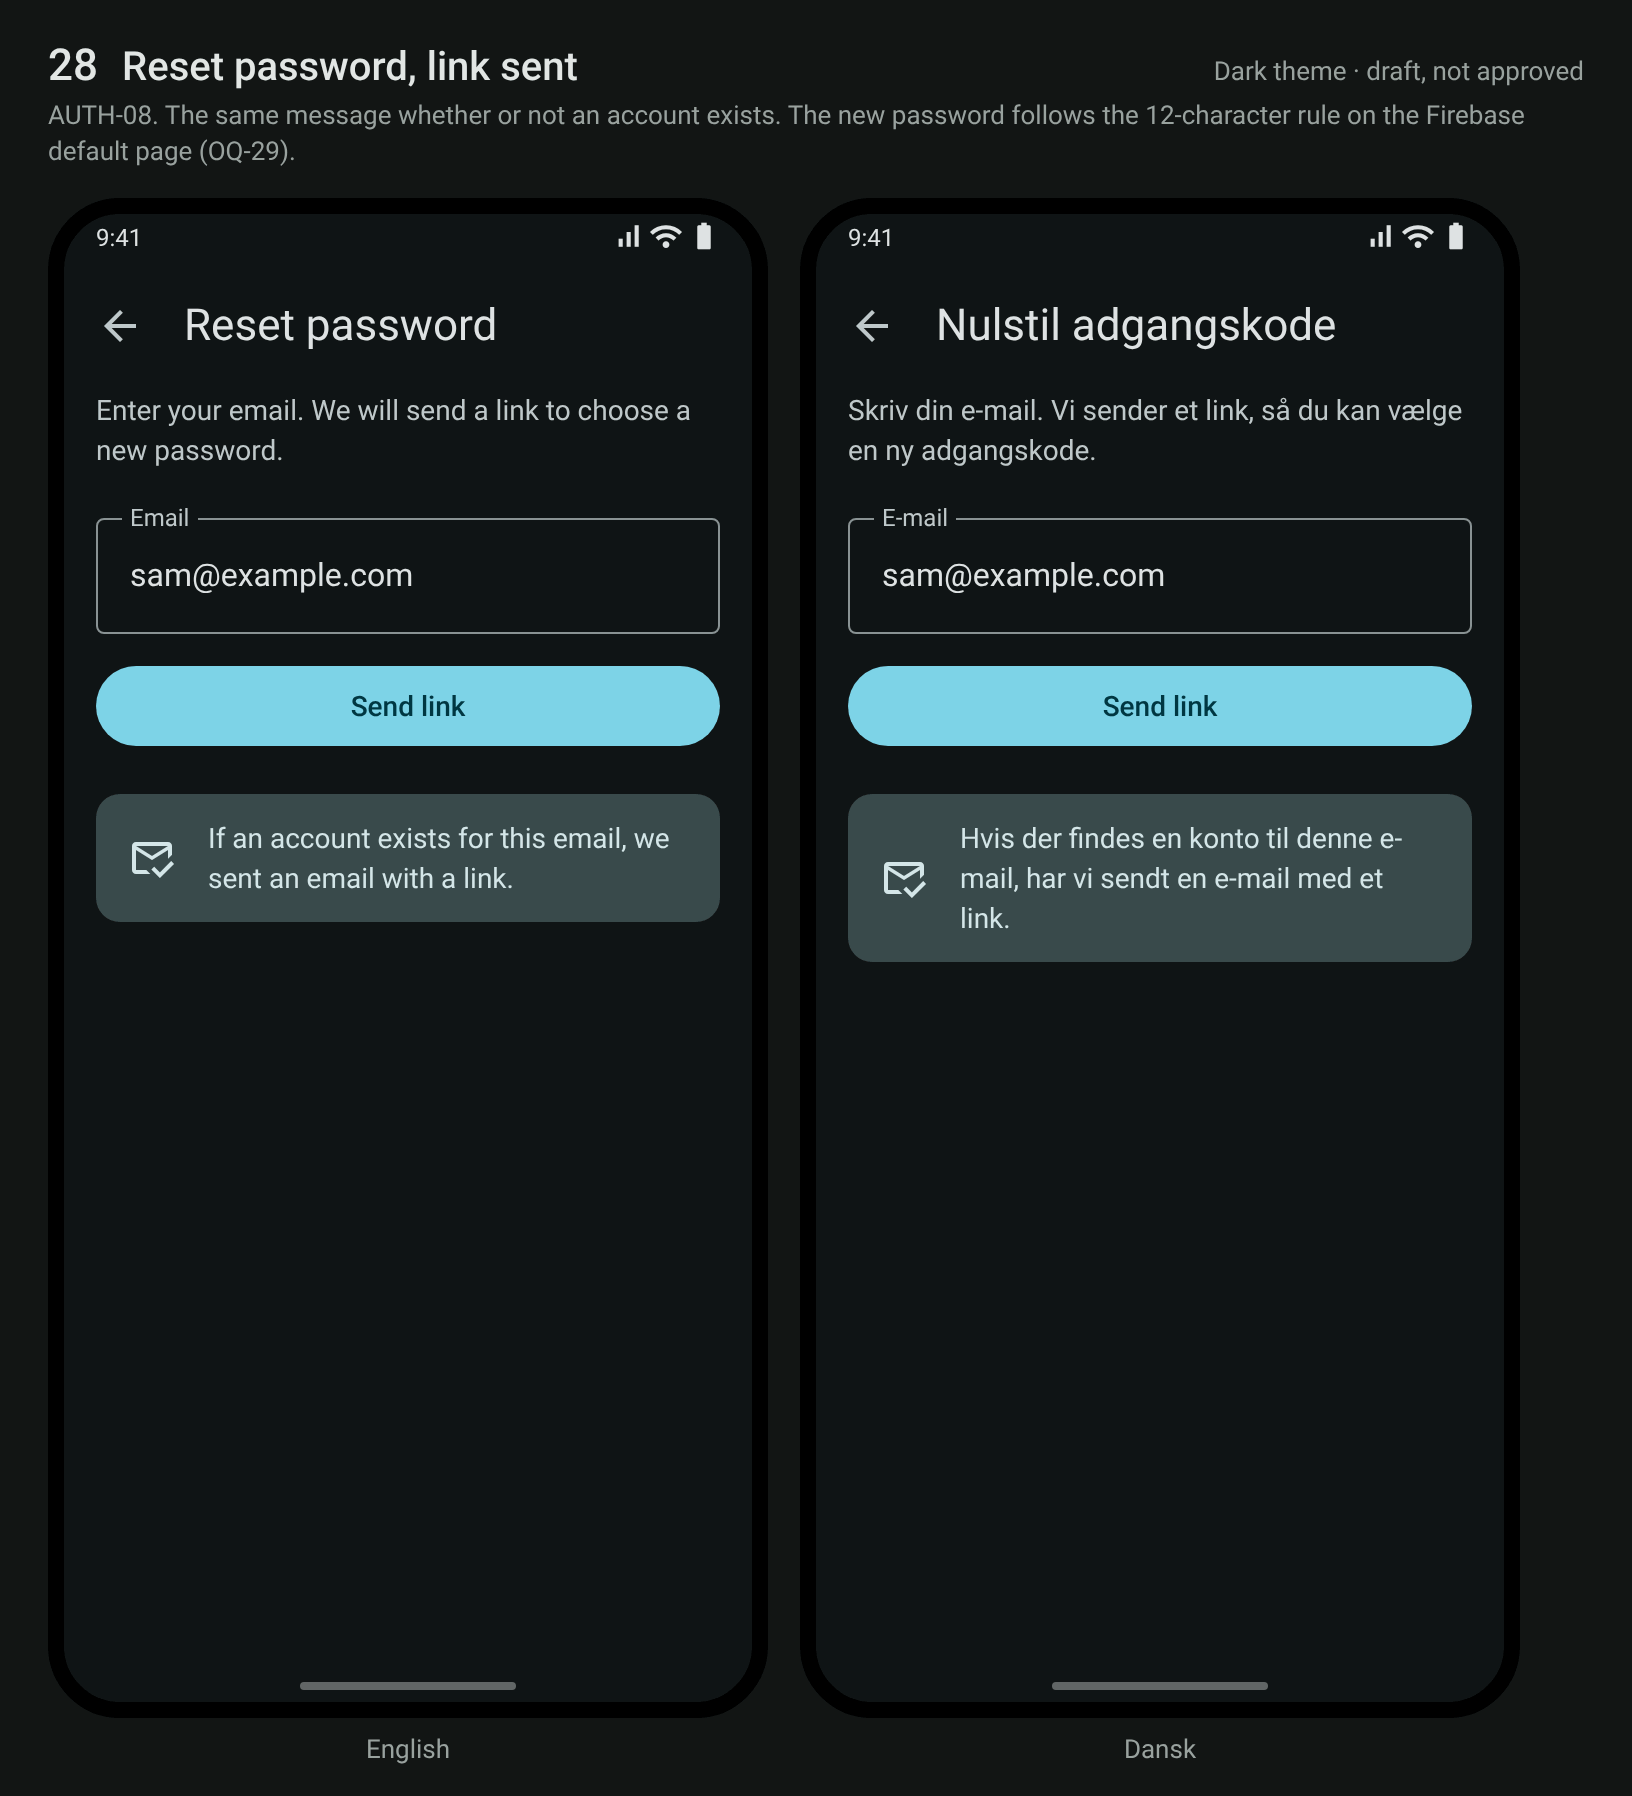 28 Reset password, link sent
Dark theme · draft, not approved
AUTH-08. The same message whether or not an account exists. The new password follows the 12-character rule on the Firebase
default page (OQ-29).
9:41
Reset password
Enter your email. We will send a link to choose a
new password.
Email
sam@example.com
Send link
If an account exists for this email, we
sent an email with a link.
English
9:41
Nulstil adgangskode
Skriv din e-mail. Vi sender et link, så du kan vælge
en ny adgangskode.
E-mail
sam@example.com
Send link
Hvis der findes en konto til denne e-
mail, har vi sendt en e-mail med et
link.
Dansk